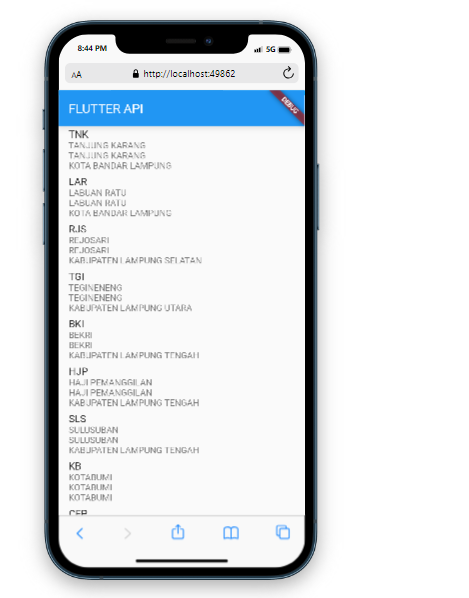 8:44 PM
5G
AA
http://localhost:49862
FLUTTER API
DEBUG
TNK
TANJUNG KARANG
TANJUNG KARANG
KOTA BANDAR LAMPUNG
LAR
LABUAN RATU
LABUAN RATU
KOTA BANDAR LAMPUNG
RJS
REJOSARI
REJOSARI
KABUPATEN LAMPUNG SELATAN
TGI
TEGINENENG
TEGINENENG
KABUPATEN LAMPUNG UTARA
BKI
BEKRI
BEKRI
KABUPATEN LAMPUNG TENGAH
HJP
HAJI PEMANGGILAN
HAJI PEMANGGILAN
KABUPATEN LAMPUNG TENGAH
SLS
SULUSUBAN
SULUSUBAN
KABUPATEN LAMPUNG TENGAH
KB
KOTABUMI
KOTABUMI
KOTABUMI